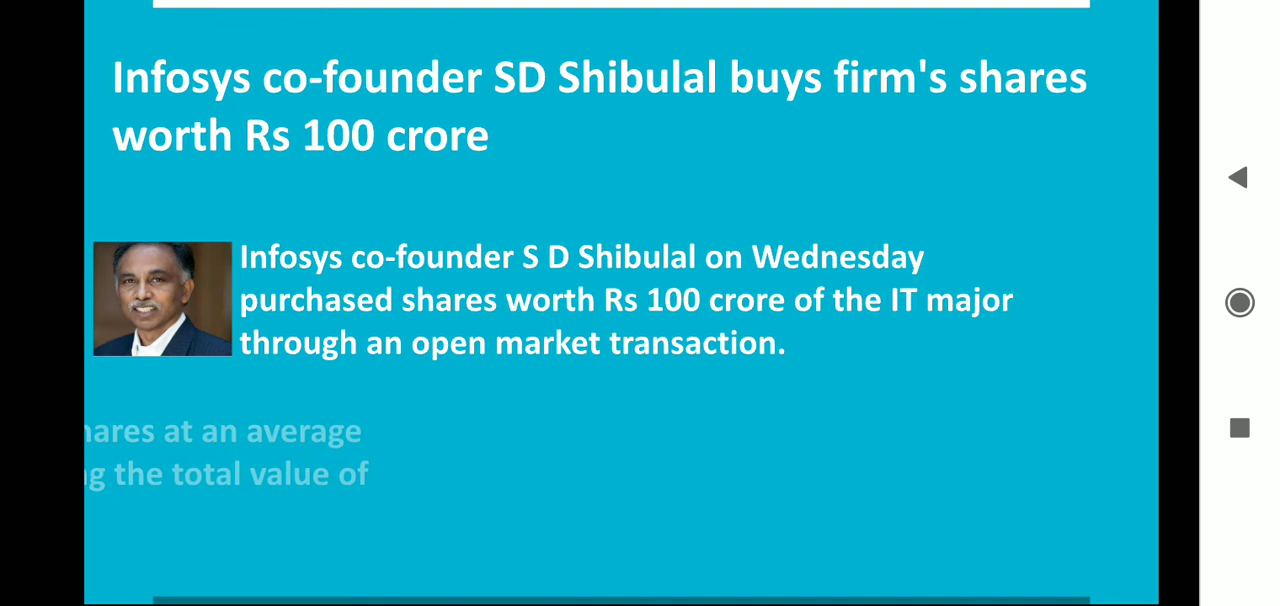 Infosys co-founder SD Shibulal buys firm's shares
worth Rs 100 crore
Infosys co-founder S D Shibulal on Wednesday
purchased shares worth Rs 100 crore of the IT major
through an open market transaction.
at an average
the total value of